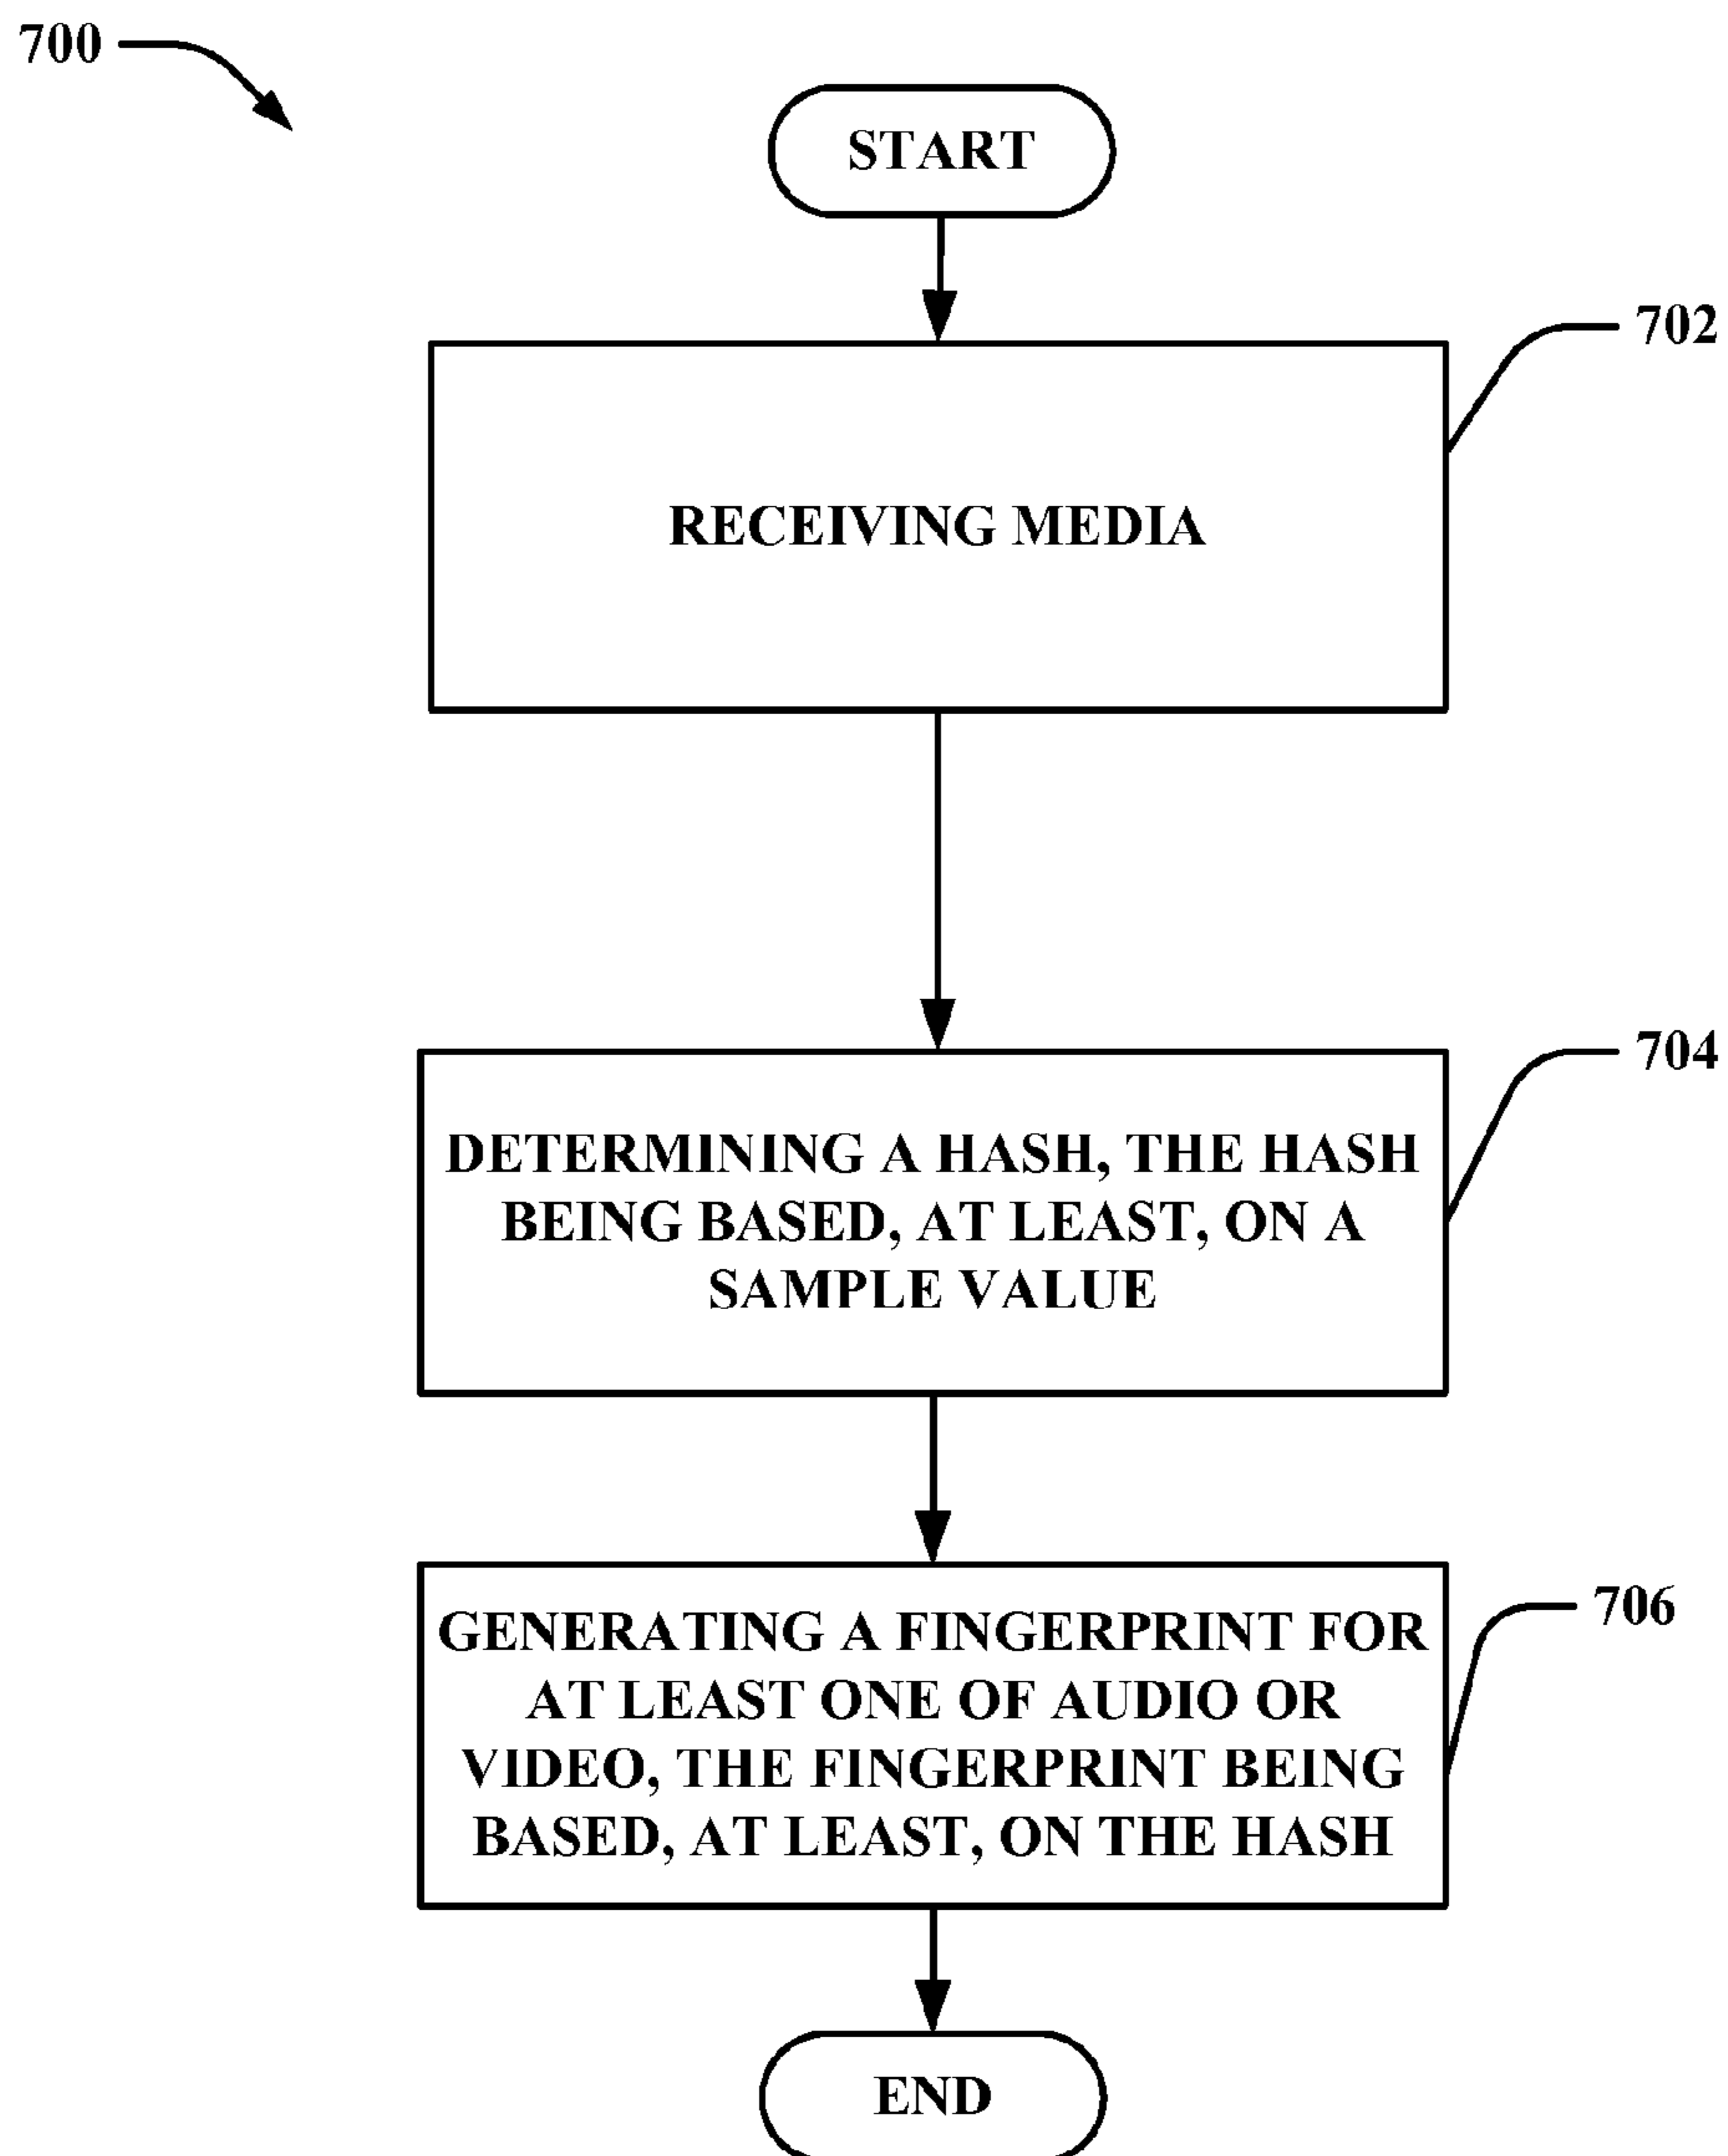 700
START
702
RECEIVING MEDIA
704
DETERMINING A HASH, THE HASH
BEING BASED, AT LEAST, ON A
SAMPLE VALUE
706
GENERATING A FINGERPRINT FOR
AT LEAST ONE OF AUDIO OR
VIDEO, THE FINGERPRINT BEING
BASED, AT LEAST, ON THE HASH
END